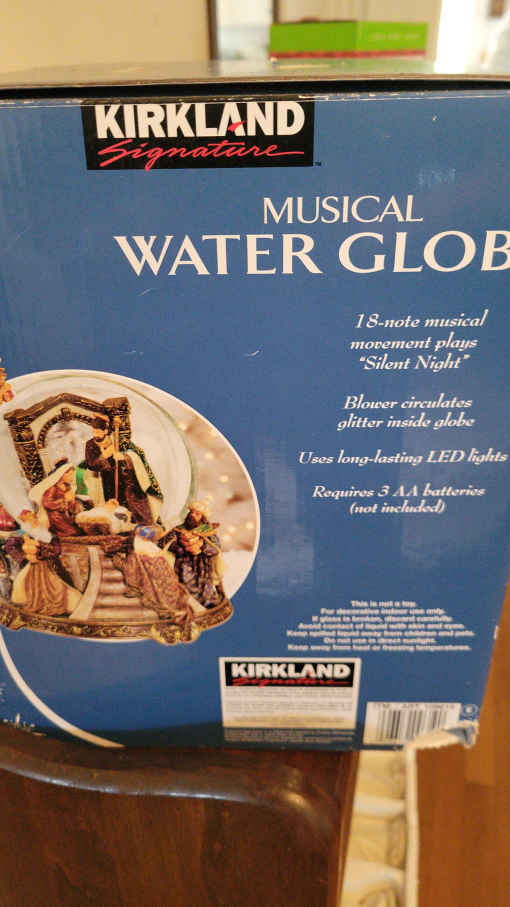 KIRKLAND
Signature
MUSICAL
WATER GLOB
18-note musical
movement plays
"Silent Night"
Blower circulates
glitter inside globe
Uses long-lasting LED lights
Requires 3 AA batteries
(not included)
This is not a toy.
For decorative indoor use only.
If glass is broken, discard carefully.
Avoid contact of liquid with skin and eyes.
Keep spilled liquid away from children and pets.
Do not use in direct sunlight.
Keep away from heat or freezing temperatures.
KIRKLAND
Signature